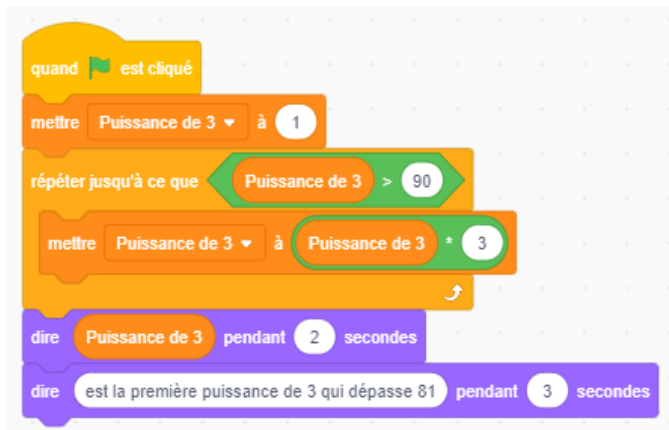 quand est cliqué
mettre Puissance de 3 à 1
répéter jusqu'à ce que Puissance de 3 > 90
mettre Puissance de 3 à Puissance de 3 * 3
dire Puissance de 3 pendant 2 secondes
dire est la première puissance de 3 qui dépasse 81 pendant 3 secondes